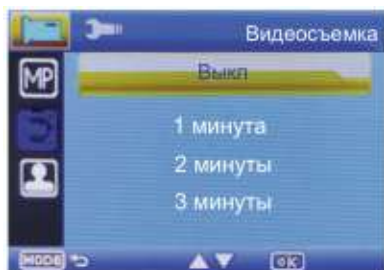 Видеосъемка
MP
Выкл
1 минута
2 минуты
3 минуты
MODE OK